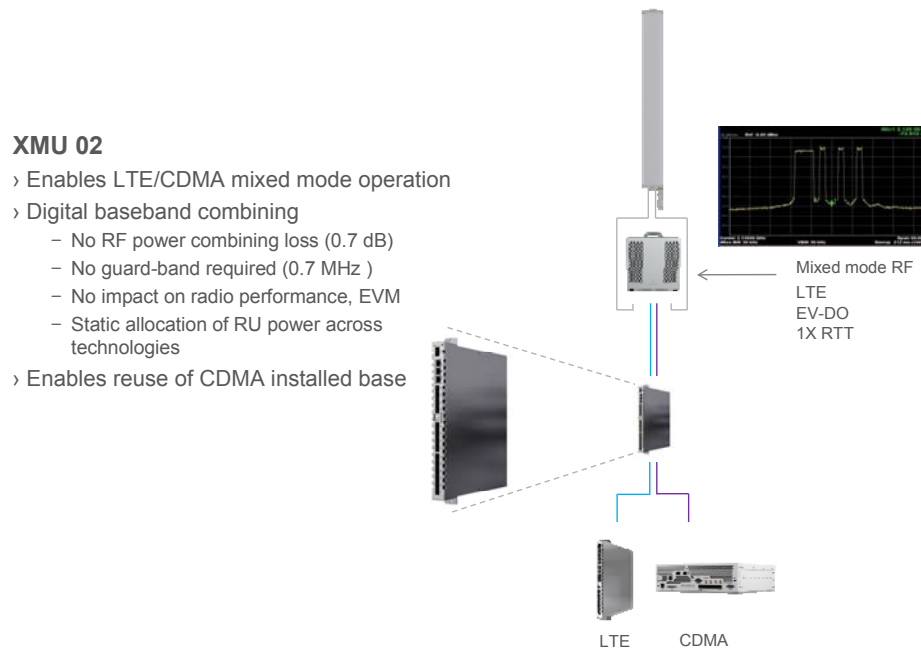 XMU 02
› Enables LTE/CDMA mixed mode operation
› Digital baseband combining
– No RF power combining loss (0.7 dB)
– No guard-band required (0.7 MHz )
– No impact on radio performance, EVM
– Static allocation of RU power across
technologies
› Enables reuse of CDMA installed base
Mixed mode RF
LTE
EV-DO
1X RTT
LTE
CDMA